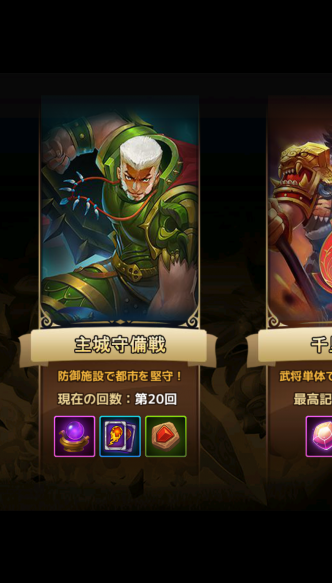 主城守備戦
防御施設で都市を堅守！
現在の回数：第20回
千
武将単体で
最高記